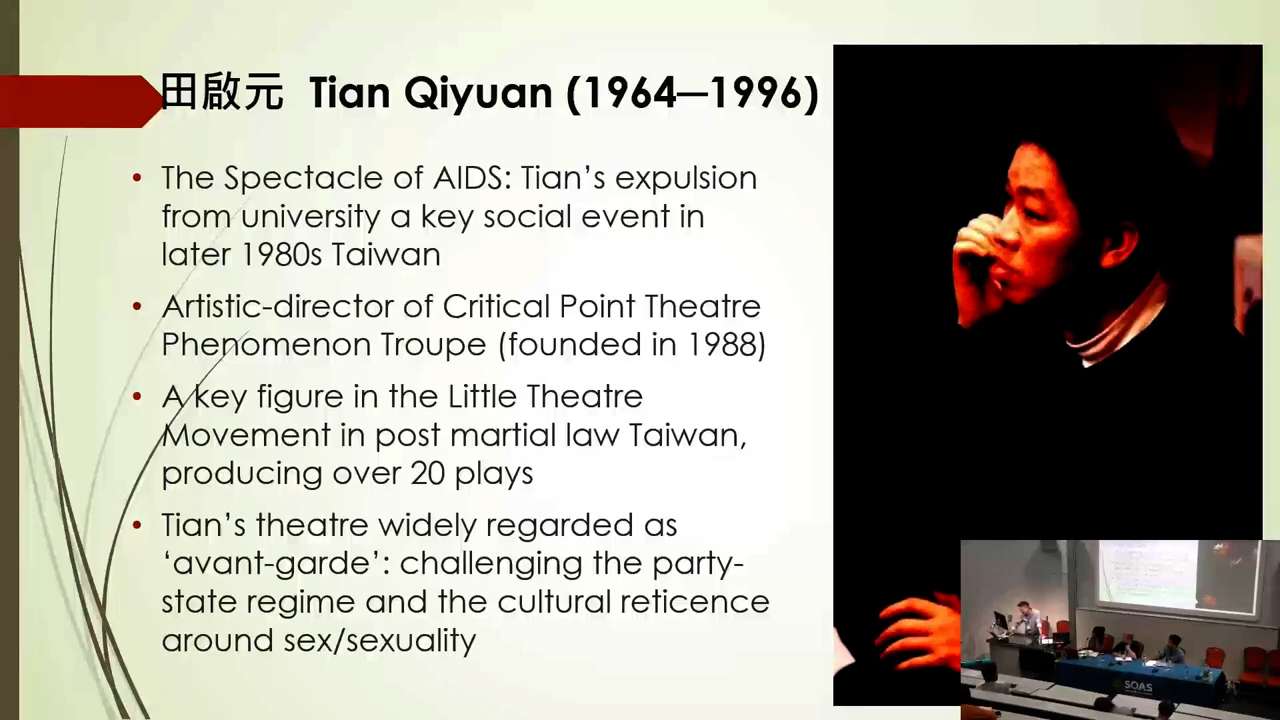 田啟元 Tian Qiyuan (1964—1996)
• The Spectacle of AIDS: Tian’s expulsion
from university a key social event in
later 1980s Taiwan
• Artistic-director of Critical Point Theatre
Phenomenon Troupe (founded in 1988)
• A key figure in the Little Theatre
Movement in post martial law Taiwan,
producing over 20 plays
• Tian’s theatre widely regarded as
‘avant-garde’: challenging the party-
state regime and the cultural reticence
around sex/sexuality
SOAS